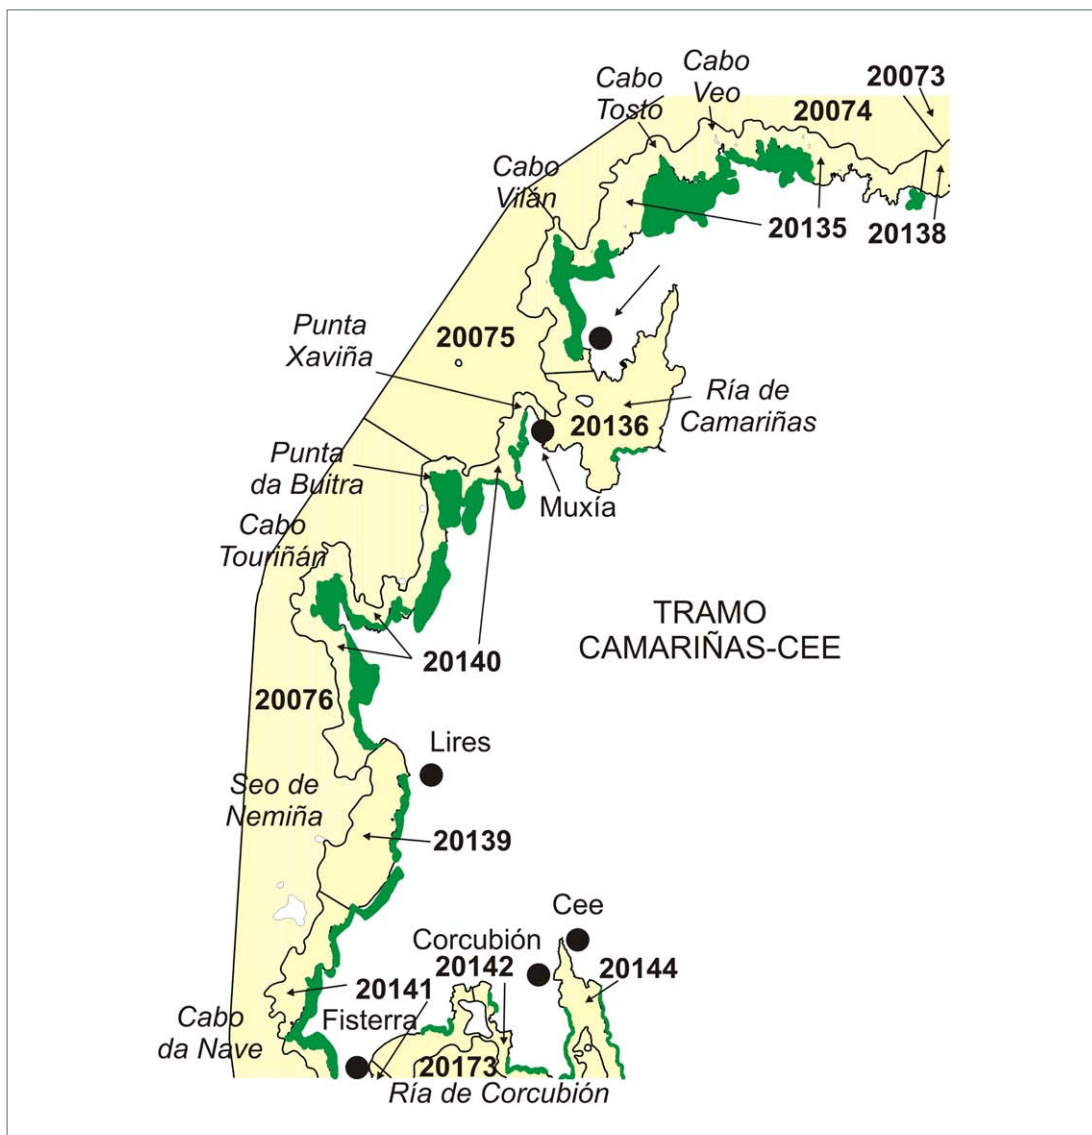 Cabo
Tosto
Cabo
Veo
20073
20074
Cabo
Vilán
20135
20138
Punta
Xaviña
20075
Ría de
Camariñas
20136
Punta
da Buitra
Muxía
Cabo
Touriñán
TRAMO
CAMARIÑAS-CEE
20140
20076
Lires
Seo de
Nemiña
20139
Cee
Corcubión
20142
20144
20141
Fisterra
Cabo
da Nave
20173
Ría de Corcubión